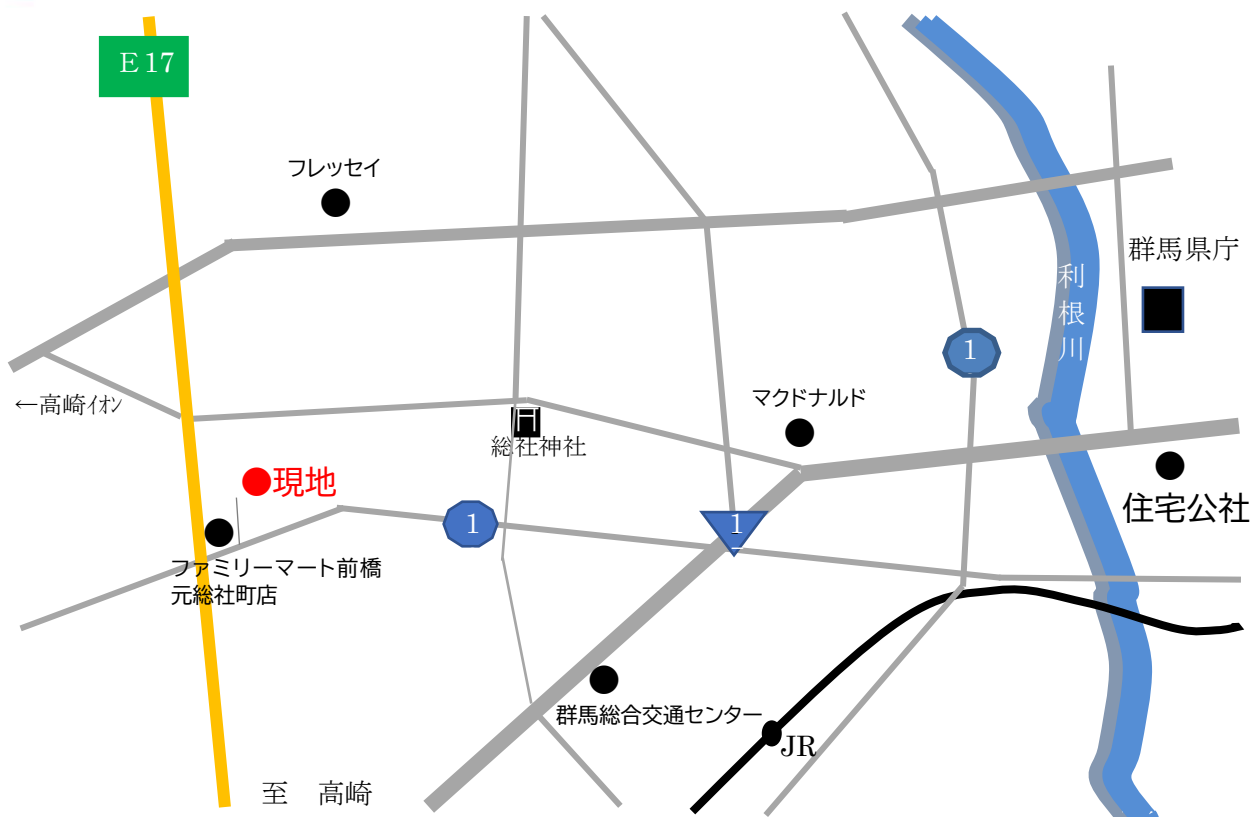 E17
フレッセイ
群馬県庁
利根川
1
←高崎ｲｵﾝ
マクドナルド
総社神社
現地
住宅公社
1
1
ファミリーマート前橋
元総社町店
群馬総合交通センター
JR
至　高崎